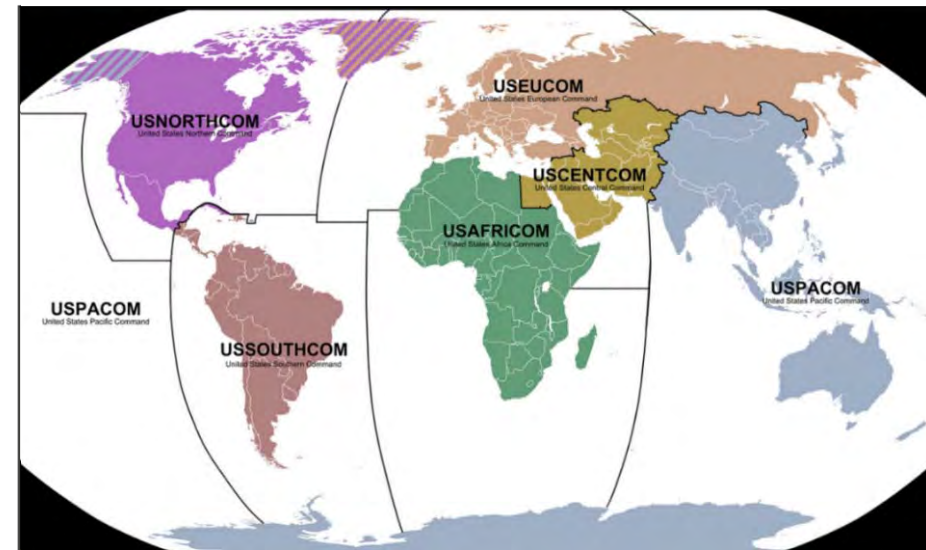 USEUCOM
United States European Command
USNORTHCOM
United States Northern Command
USCENTCOM
United States Central Command
USAFRICOM
United States Africa Command
USPACOM
United States Pacific Command
USPACOM
United States Pacific Command
USSOUTHCOM
United States Southern Command